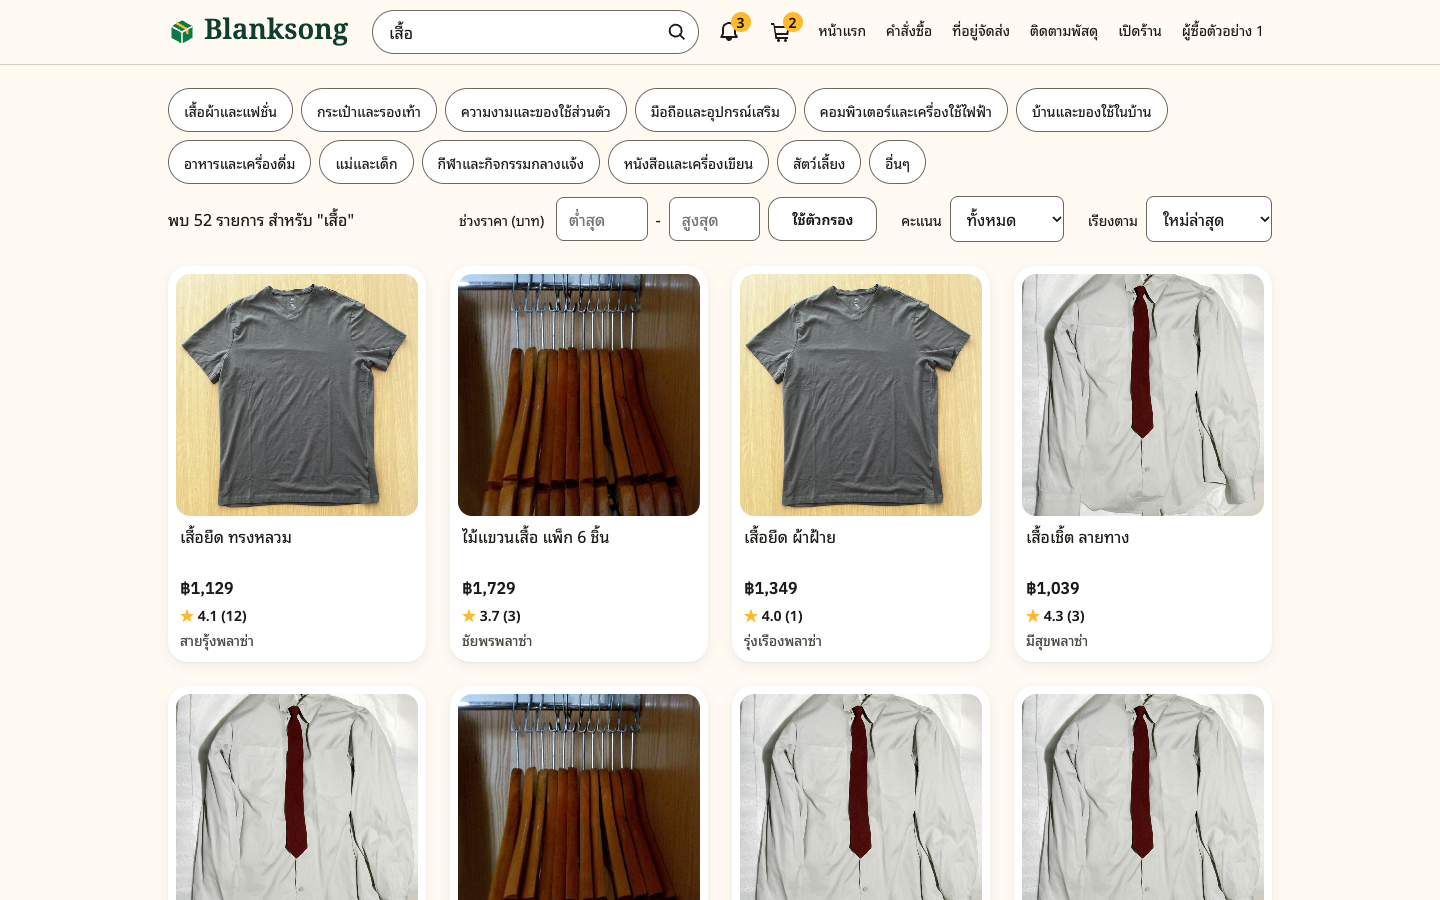 Blanksong
เสื้อ
3
2
หน้าแรก
คำสั่งซื้อ
ที่อยู่จัดส่ง
ติดตามพัสดุ
เปิดร้าน
ผู้ซื้อตัวอย่าง 1
เสื้อผ้าและแฟชั่น
กระเป๋าและรองเท้า
ความงามและของใช้ส่วนตัว
มือถือและอุปกรณ์เสริม
คอมพิวเตอร์และเครื่องใช้ไฟฟ้า
บ้านและของใช้ในบ้าน
อาหารและเครื่องดื่ม
แม่และเด็ก
กีฬาและกิจกรรมกลางแจ้ง
หนังสือและเครื่องเขียน
สัตว์เลี้ยง
อื่นๆ
พบ 52 รายการ สำหรับ "เสื้อ"
ช่วงราคา (บาท)
ต่ำสุด
-
สูงสุด
ใช้ตัวกรอง
คะแนน
ทั้งหมด
เรียงตาม
ใหม่ล่าสุด
เสื้อยืด ทรงหลวม
฿1,129
4.1 (12)
สายรุ้งพลาซ่า
ไม้แขวนเสื้อ แพ็ก 6 ชิ้น
฿1,729
3.7 (3)
ชัยพรพลาซ่า
เสื้อยืด ผ้าฝ้าย
฿1,349
4.0 (1)
รุ่งเรืองพลาซ่า
เสื้อเชิ้ต ลายทาง
฿1,039
4.3 (3)
มีสุขพลาซ่า